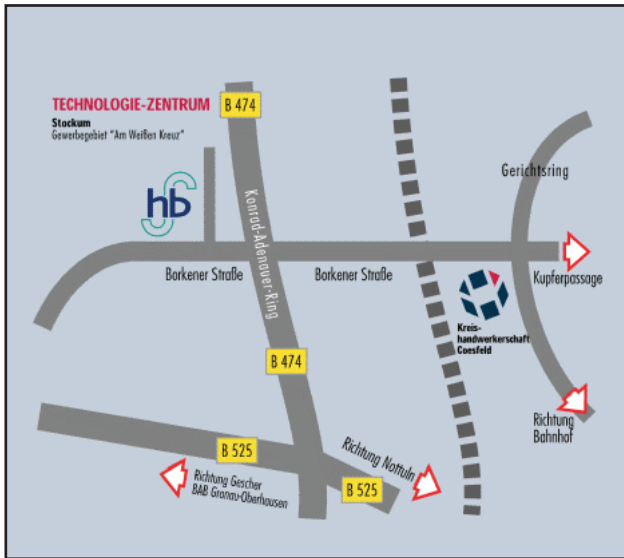 TECHNOLOGIE-ZENTRUM
Stockum
Gewerbegebiet "Am Weißen Kreuz"
B 474
Gerichtsring
hb
Konrad-Adenauer-Ring
Borkener Straße
Borkener Straße
Kupferpassage
Kreis-
handwerkerschaft
Coesfeld
B 474
Richtung
Bahnhof
B 525
Richtung Nottuln
Richtung Gescher
BAB Gronau-Oberhausen
B 525